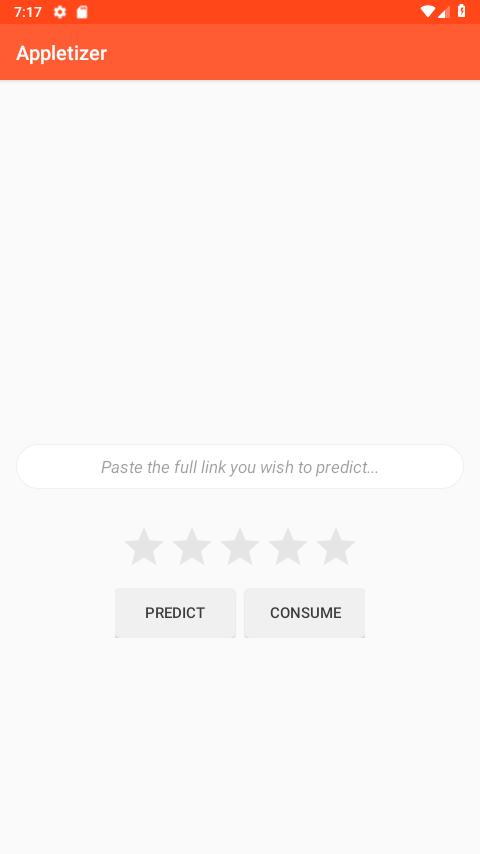 7:17
Appletizer
Paste the full link you wish to predict...
PREDICT
CONSUME